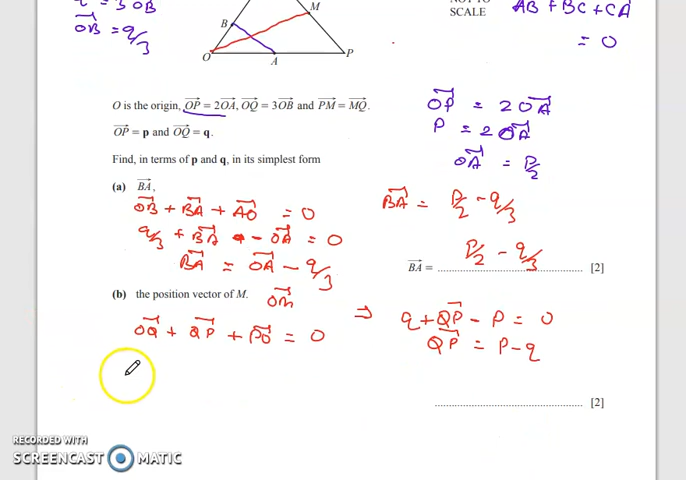 q = 3OB
OB = q/3
M
B
O
A
P
SCALE
AB + BC + CA
= 0
O is the origin, OP = 2OA, OQ = 3OB and PM = MQ.
OP = p and OQ = q.
OP = 2OA
P = 2OA
OA = P/2
Find, in terms of p and q, in its simplest form
(a) BA,
OB + BA + AO = 0
q/3 + BA - OA = 0
BA = OA - q/3
BA = P/2 - q/3
BA = P/2 - q/3 [2]
(b) the position vector of M. OM
OQ + QP + PO = 0
⇒ q + QP - P = 0
QP = P - q
[2]
RECORDED WITH
SCREENCAST MATIC